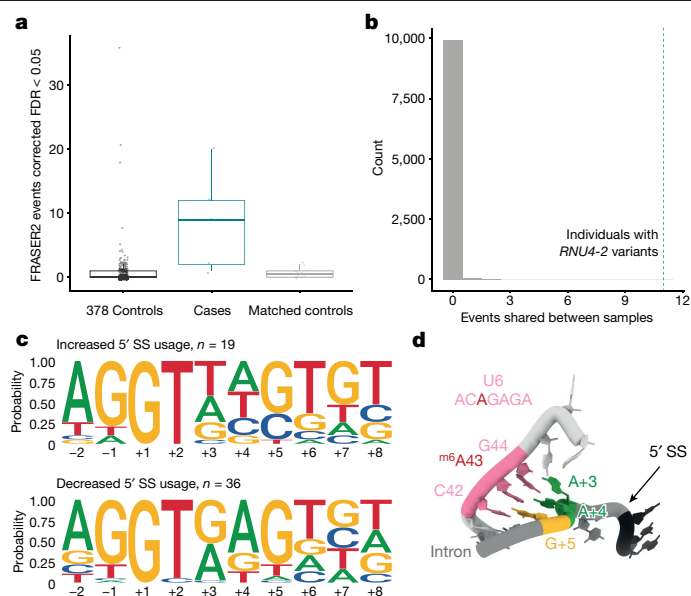 a
FRASER2 events corrected FDR < 0.05
30
20
10
0
378 Controls
Cases
Matched controls
b
Count
10,000
7,500
5,000
2,500
0
Individuals with
RNU4-2 variants
0 3 6 9 12
Events shared between samples
c
Increased 5′ SS usage, n = 19
Probability
1.00
0.75
0.50
0.25
0
−2 −1 +1 +2 +3 +4 +5 +6 +7 +8
Decreased 5′ SS usage, n = 36
Probability
1.00
0.75
0.50
0.25
0
−2 −1 +1 +2 +3 +4 +5 +6 +7 +8
d
U6
ACAGAGA
G44
m6A43
C42
5′ SS
A+3
A+4
G+5
Intron